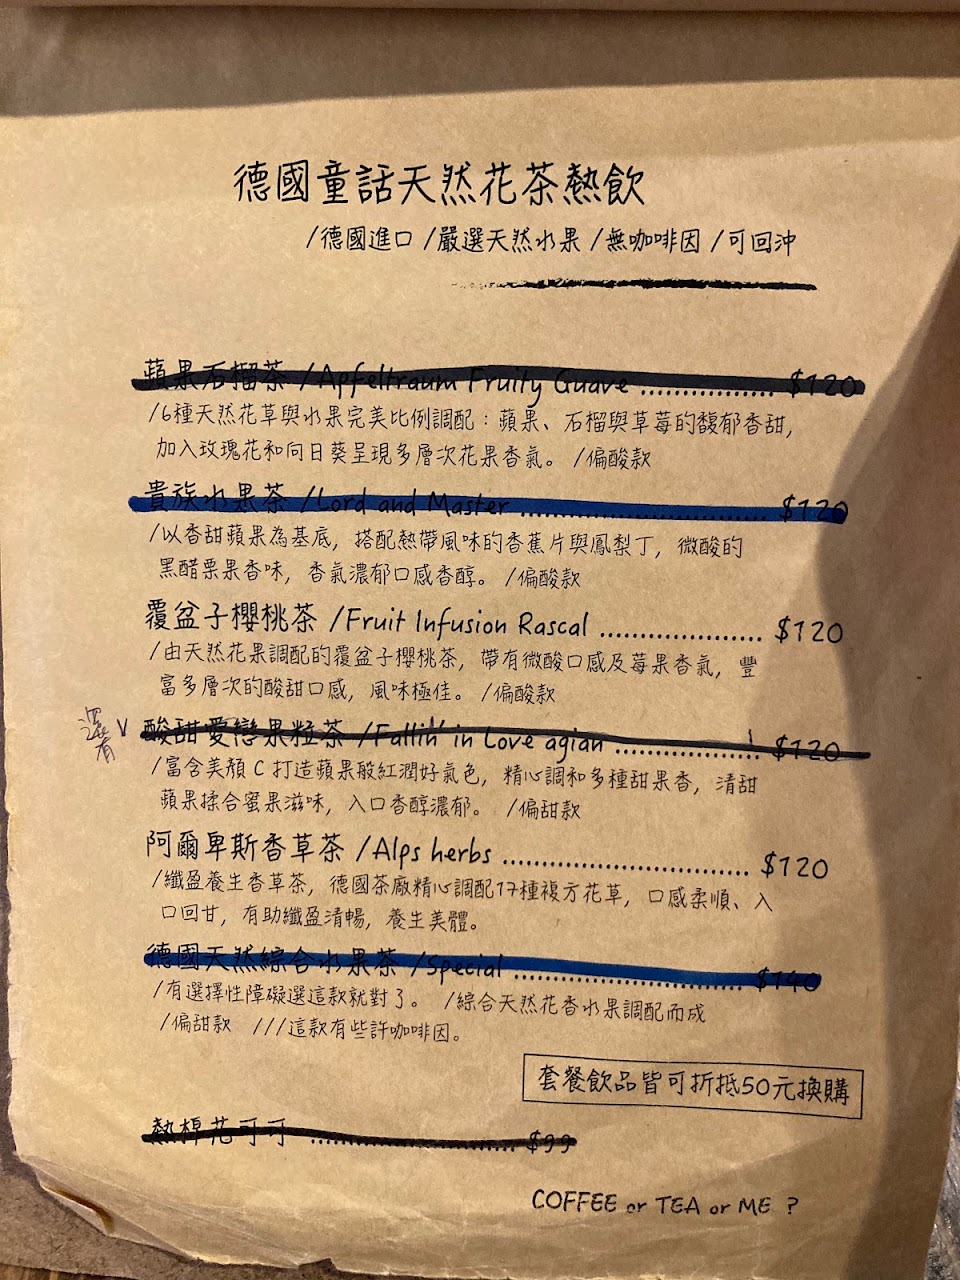 德國童話天然花茶熱飲
/德國進口 /嚴選天然水果 /無咖啡因 /可回沖
蘋果石榴茶 /Apfeltraum Fruity Guave ................ $120
/6種天然花草與水果完美比例調配：蘋果、石榴與草莓的馥郁香甜,
加入玫瑰花和向日葵呈現多層次花果香氣。 /偏酸款
貴族水果茶 /Lord and Master ............................. $120
/以香甜蘋果為基底, 搭配熱帶風味的香蕉片與鳳梨丁, 微酸的
黑醋栗果香味, 香氣濃郁口感香醇。 /偏酸款
覆盆子櫻桃茶 /Fruit Infusion Rascal ................... $120
/由天然花果調配的覆盆子櫻桃茶, 帶有微酸口感及莓果香氣, 豐
富多層次的酸甜口感, 風味極佳。 /偏酸款
還有 V
酸甜愛戀果粒茶 /Fallin' in Love agian ................. $120
/富含美顏C打造蘋果般紅潤好氣色, 精心調和多種甜果香, 清甜
蘋果揉合蜜果滋味, 入口香醇濃郁。 /偏甜款
阿爾卑斯香草茶 /Alps herbs ............................. $120
/纖盈養生香草茶, 德國茶廠精心調配17種複方花草, 口感柔順、入
口回甘, 有助纖盈清暢, 養生美體。
德國天然綜合水果茶 /Special ............................ $140
/有選擇性障礙選這款就對了。 /綜合天然花香水果調配而成
/偏甜款 ///這款有些許咖啡因。
套餐飲品皆可折抵50元換購
熱棉花可可 ........................ $99
COFFEE or TEA or ME ?